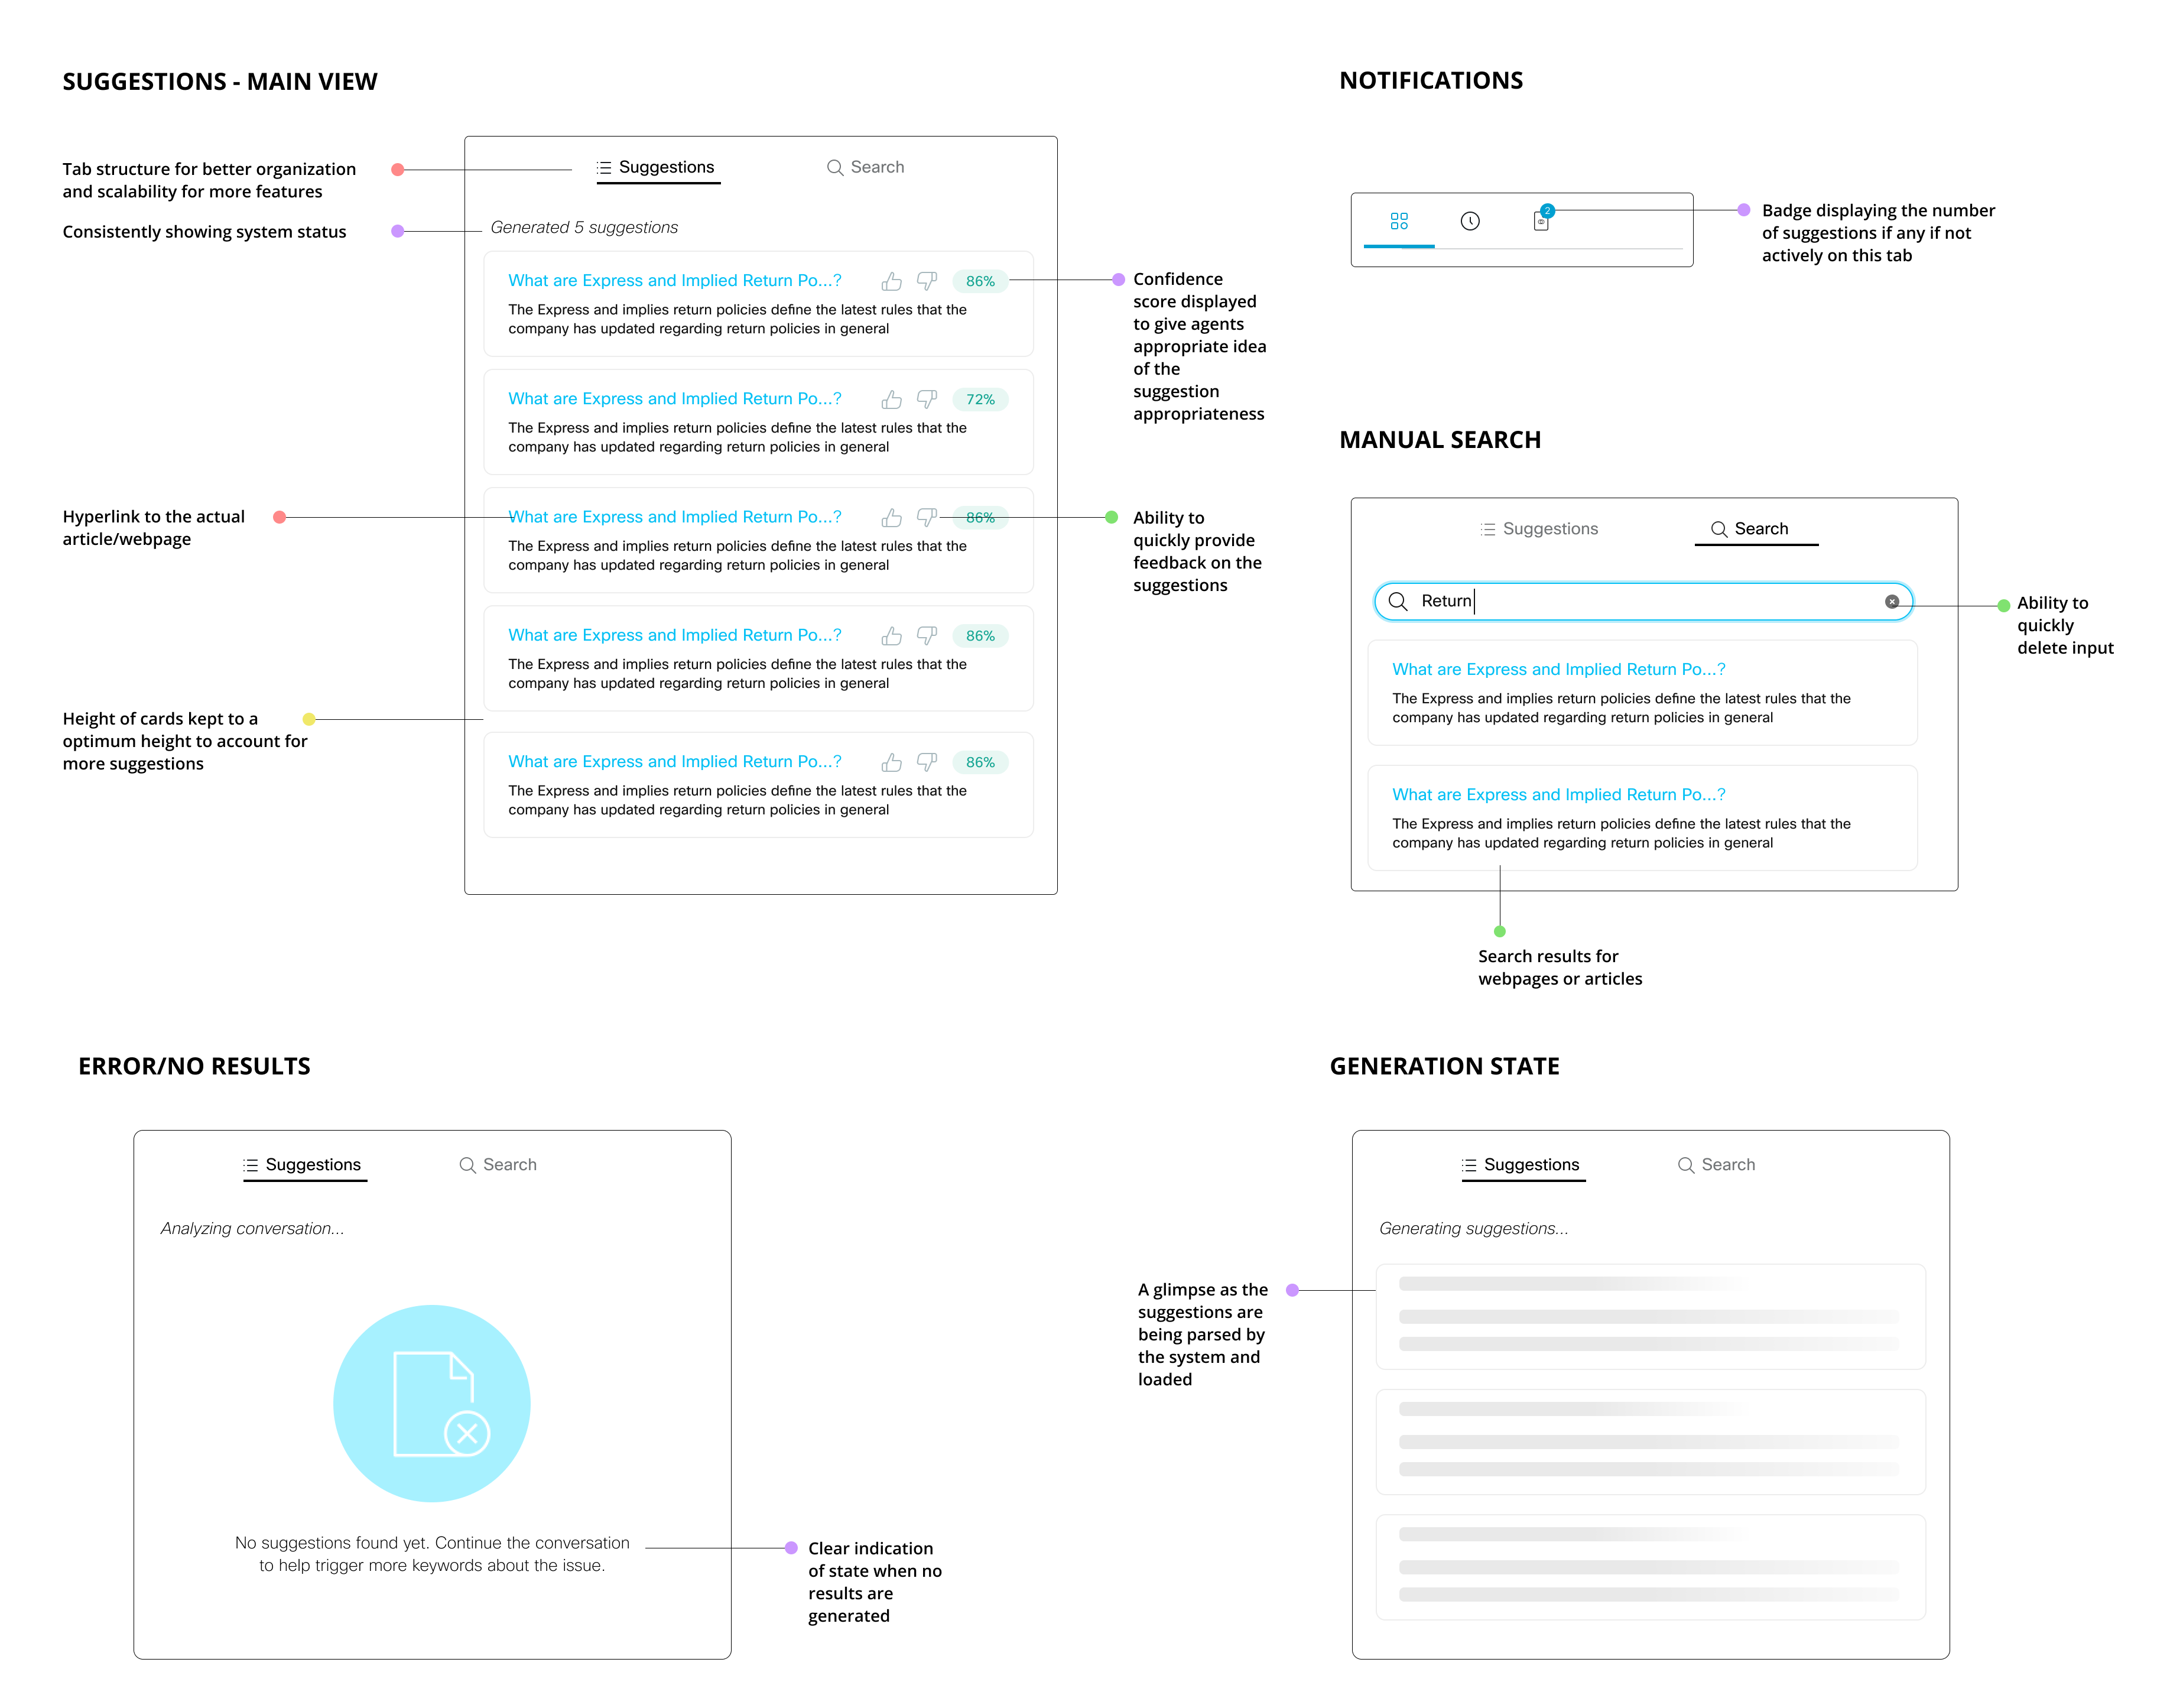 SUGGESTIONS - MAIN VIEW
Tab structure for better organization
and scalability for more features
Consistently showing system status
Hyperlink to the actual
article/webpage
Height of cards kept to a
optimum height to account for
more suggestions
Suggestions
Search
Generated 5 suggestions
What are Express and Implied Return Po...?
86%
The Express and implies return policies define the latest rules that the
company has updated regarding return policies in general
What are Express and Implied Return Po...?
72%
The Express and implies return policies define the latest rules that the
company has updated regarding return policies in general
What are Express and Implied Return Po...?
86%
The Express and implies return policies define the latest rules that the
company has updated regarding return policies in general
What are Express and Implied Return Po...?
86%
The Express and implies return policies define the latest rules that the
company has updated regarding return policies in general
What are Express and Implied Return Po...?
86%
The Express and implies return policies define the latest rules that the
company has updated regarding return policies in general
Confidence
score displayed
to give agents
appropriate idea
of the
suggestion
appropriateness
Ability to
quickly provide
feedback on the
suggestions
NOTIFICATIONS
2
Badge displaying the number
of suggestions if any if not
actively on this tab
MANUAL SEARCH
Suggestions
Search
Return
Ability to
quickly
delete input
What are Express and Implied Return Po...?
The Express and implies return policies define the latest rules that the
company has updated regarding return policies in general
What are Express and Implied Return Po...?
The Express and implies return policies define the latest rules that the
company has updated regarding return policies in general
Search results for
webpages or articles
ERROR/NO RESULTS
Suggestions
Search
Analyzing conversation...
No suggestions found yet. Continue the conversation
to help trigger more keywords about the issue.
Clear indication
of state when no
results are
generated
GENERATION STATE
Suggestions
Search
Generating suggestions...
A glimpse as the
suggestions are
being parsed by
the system and
loaded